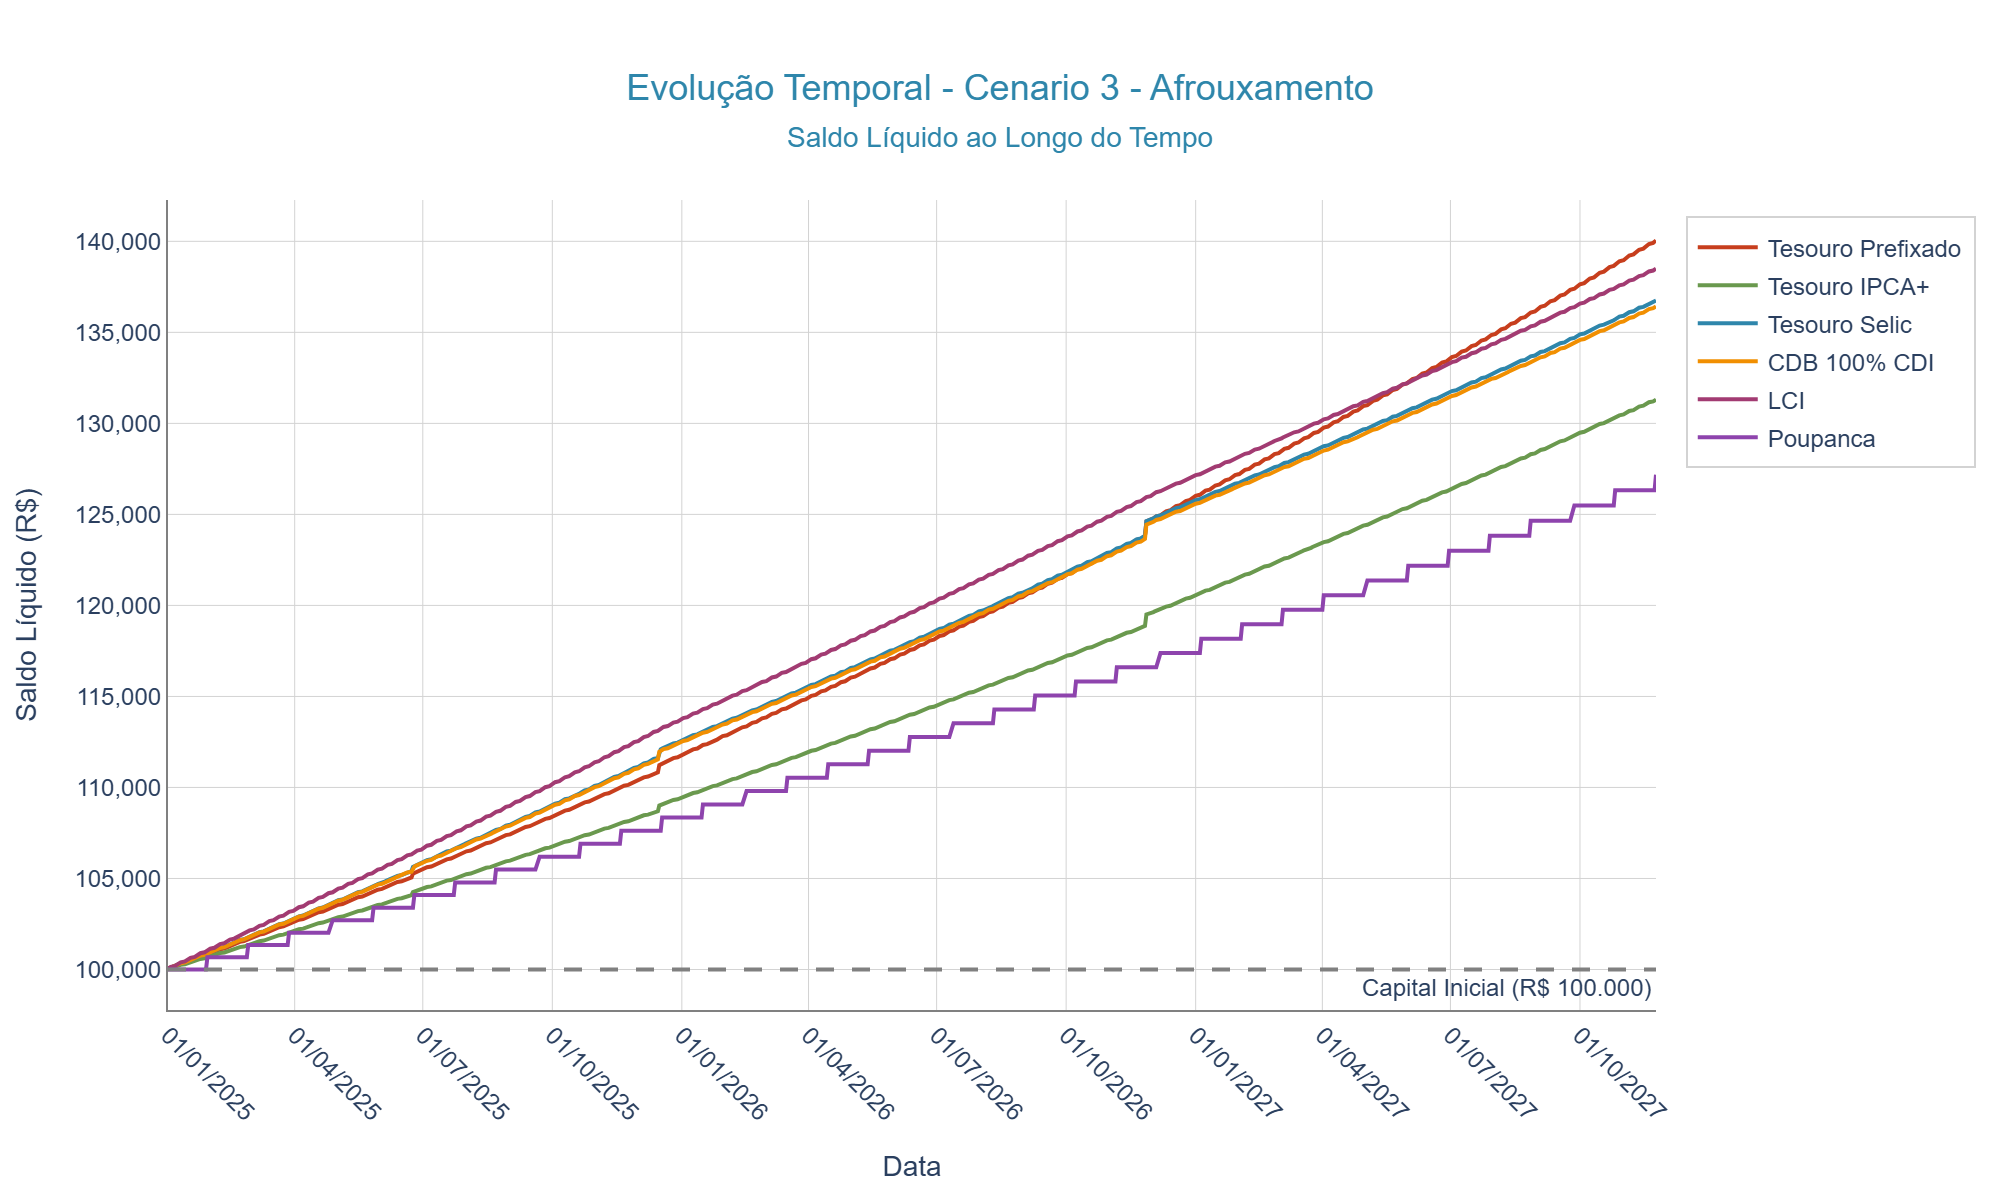 Evolução Temporal - Cenario 3 - Afrouxamento
Saldo Líquido ao Longo do Tempo
Saldo Líquido (R$)
140,000
135,000
130,000
125,000
120,000
115,000
110,000
105,000
100,000
Tesouro Prefixado
Tesouro IPCA+
Tesouro Selic
CDB 100% CDI
LCI
Poupanca
Capital Inicial (R$ 100.000)
01/01/2025
01/04/2025
01/07/2025
01/10/2025
01/01/2026
01/04/2026
01/07/2026
01/10/2026
01/01/2027
01/04/2027
01/07/2027
01/10/2027
Data